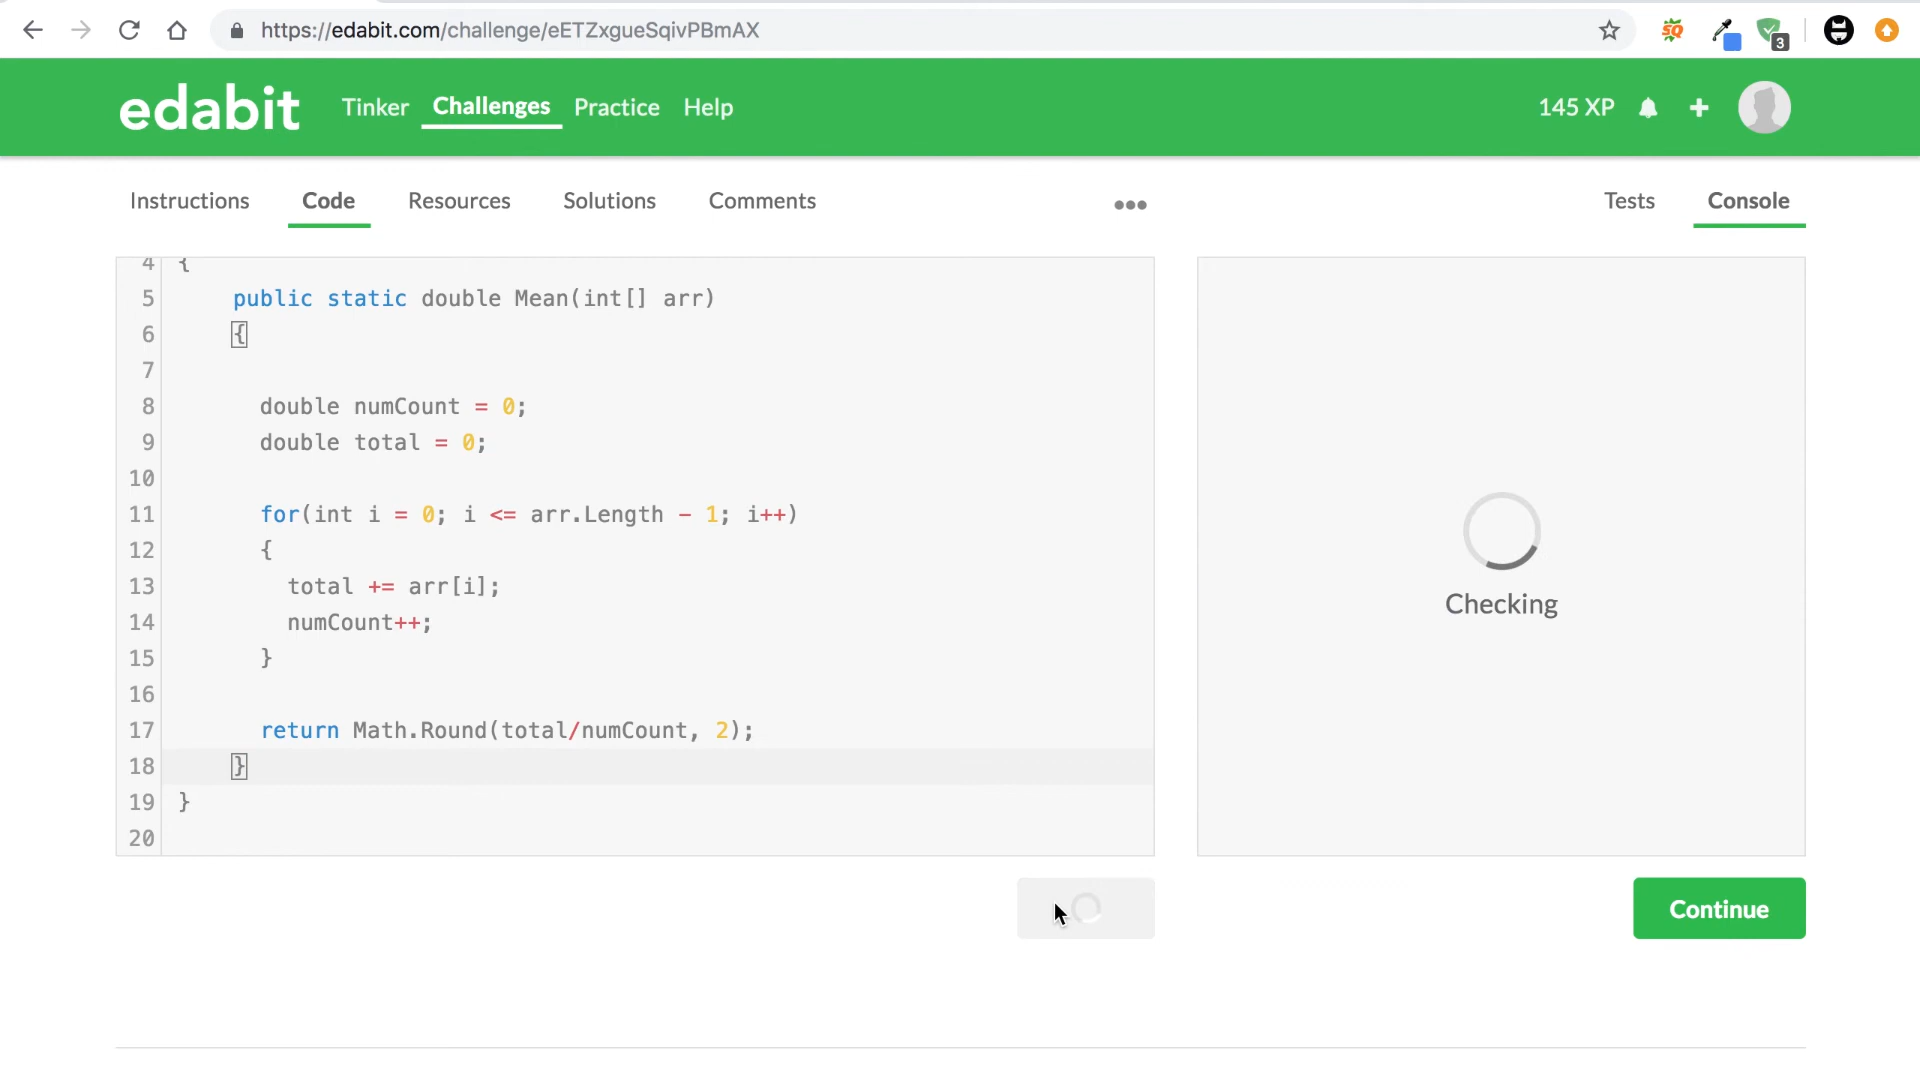 https://edabit.com/challenge/eETZxgueSqivPBmAX
SQ
3
edabit
Tinker Challenges Practice Help
145 XP
Instructions Code Resources Solutions Comments
Tests Console
4 {
5 public static double Mean(int[] arr)
6 {
7
8 double numCount = 0;
9 double total = 0;
10
11 for(int i = 0; i <= arr.Length - 1; i++)
12 {
13 total += arr[i];
14 numCount++;
15 }
16
17 return Math.Round(total/numCount, 2);
18 }
19 }
20
Checking
Continue